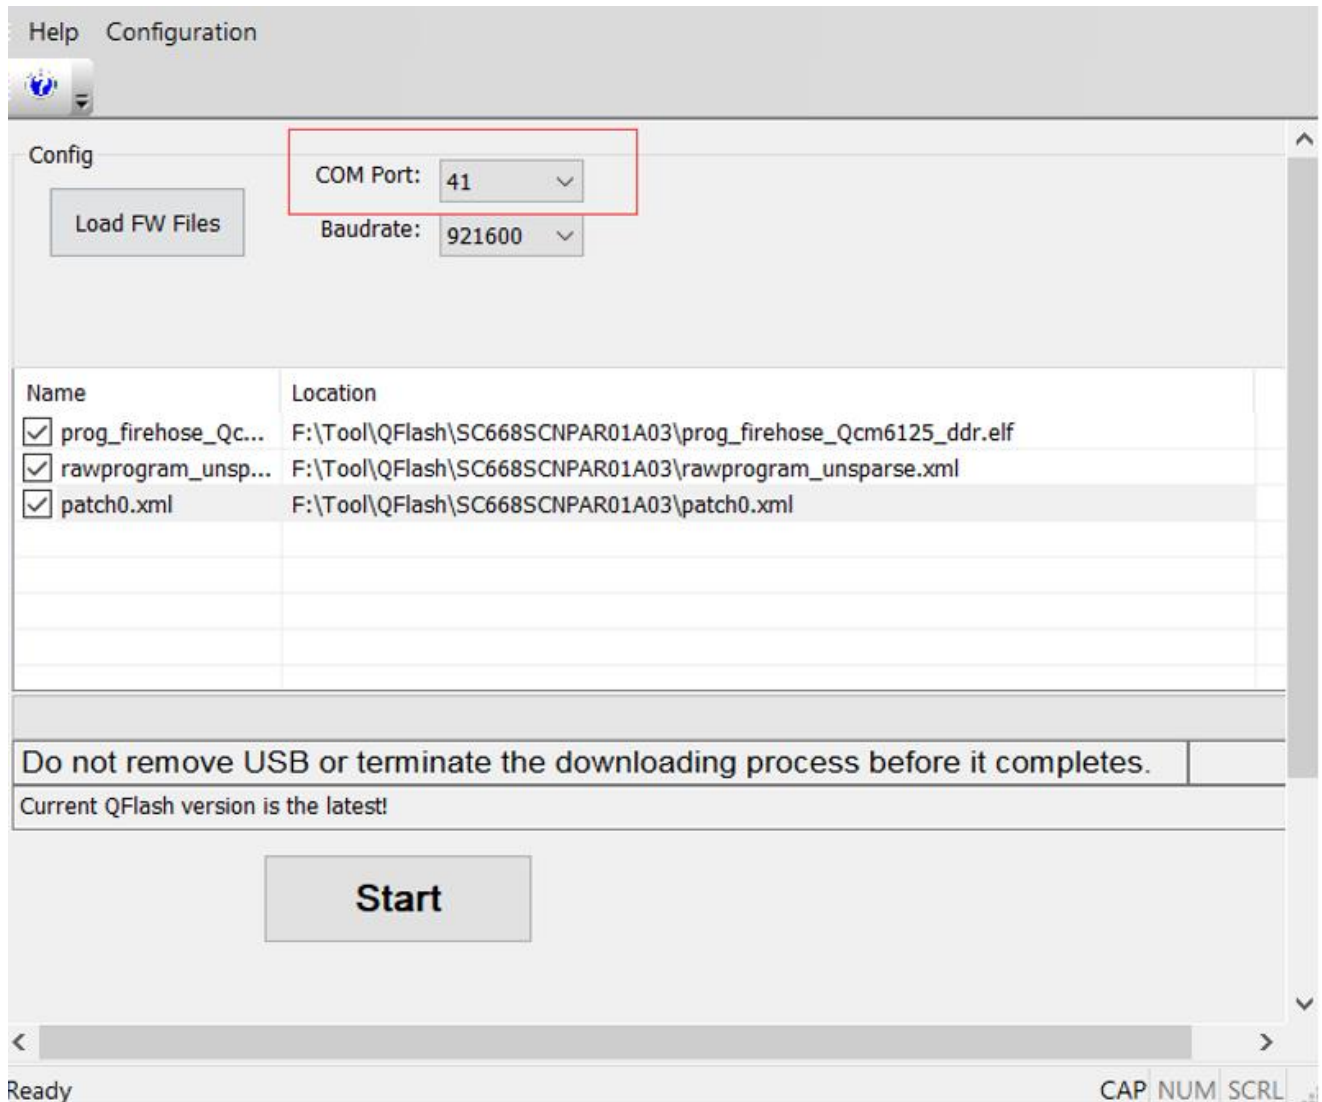 Help Configuration
Config
COM Port: 41
Load FW Files
Baudrate: 921600
Name Location
prog_firehose_Qc... F:\Tool\QFlash\SC668SCNPAR01A03\prog_firehose_Qcm6125_ddr.elf
rawprogram_unsp... F:\Tool\QFlash\SC668SCNPAR01A03\rawprogram_unsparse.xml
patch0.xml F:\Tool\QFlash\SC668SCNPAR01A03\patch0.xml
Do not remove USB or terminate the downloading process before it completes.
Current QFlash version is the latest!
Start
Ready CAP NUM SCRL